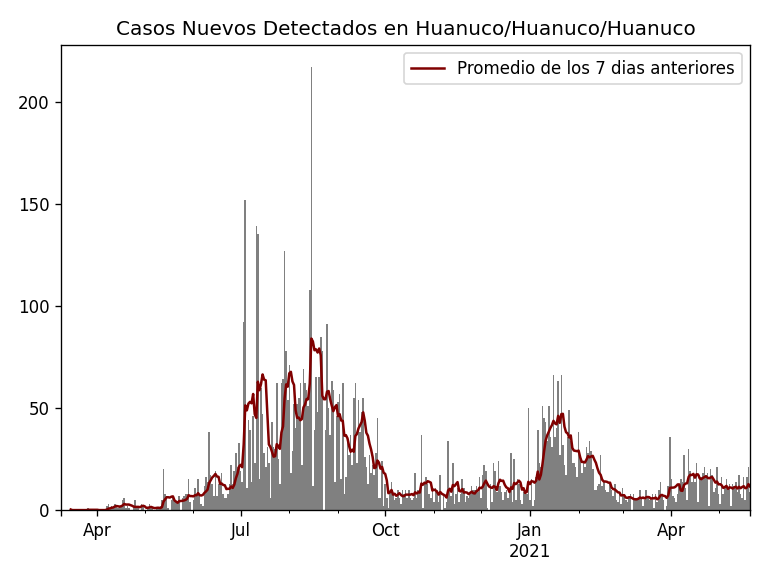 Casos Nuevos Detectados en Huanuco/Huanuco/Huanuco
Promedio de los 7 dias anteriores
200
150
100
50
0
Apr Jul Oct Jan Apr
2021